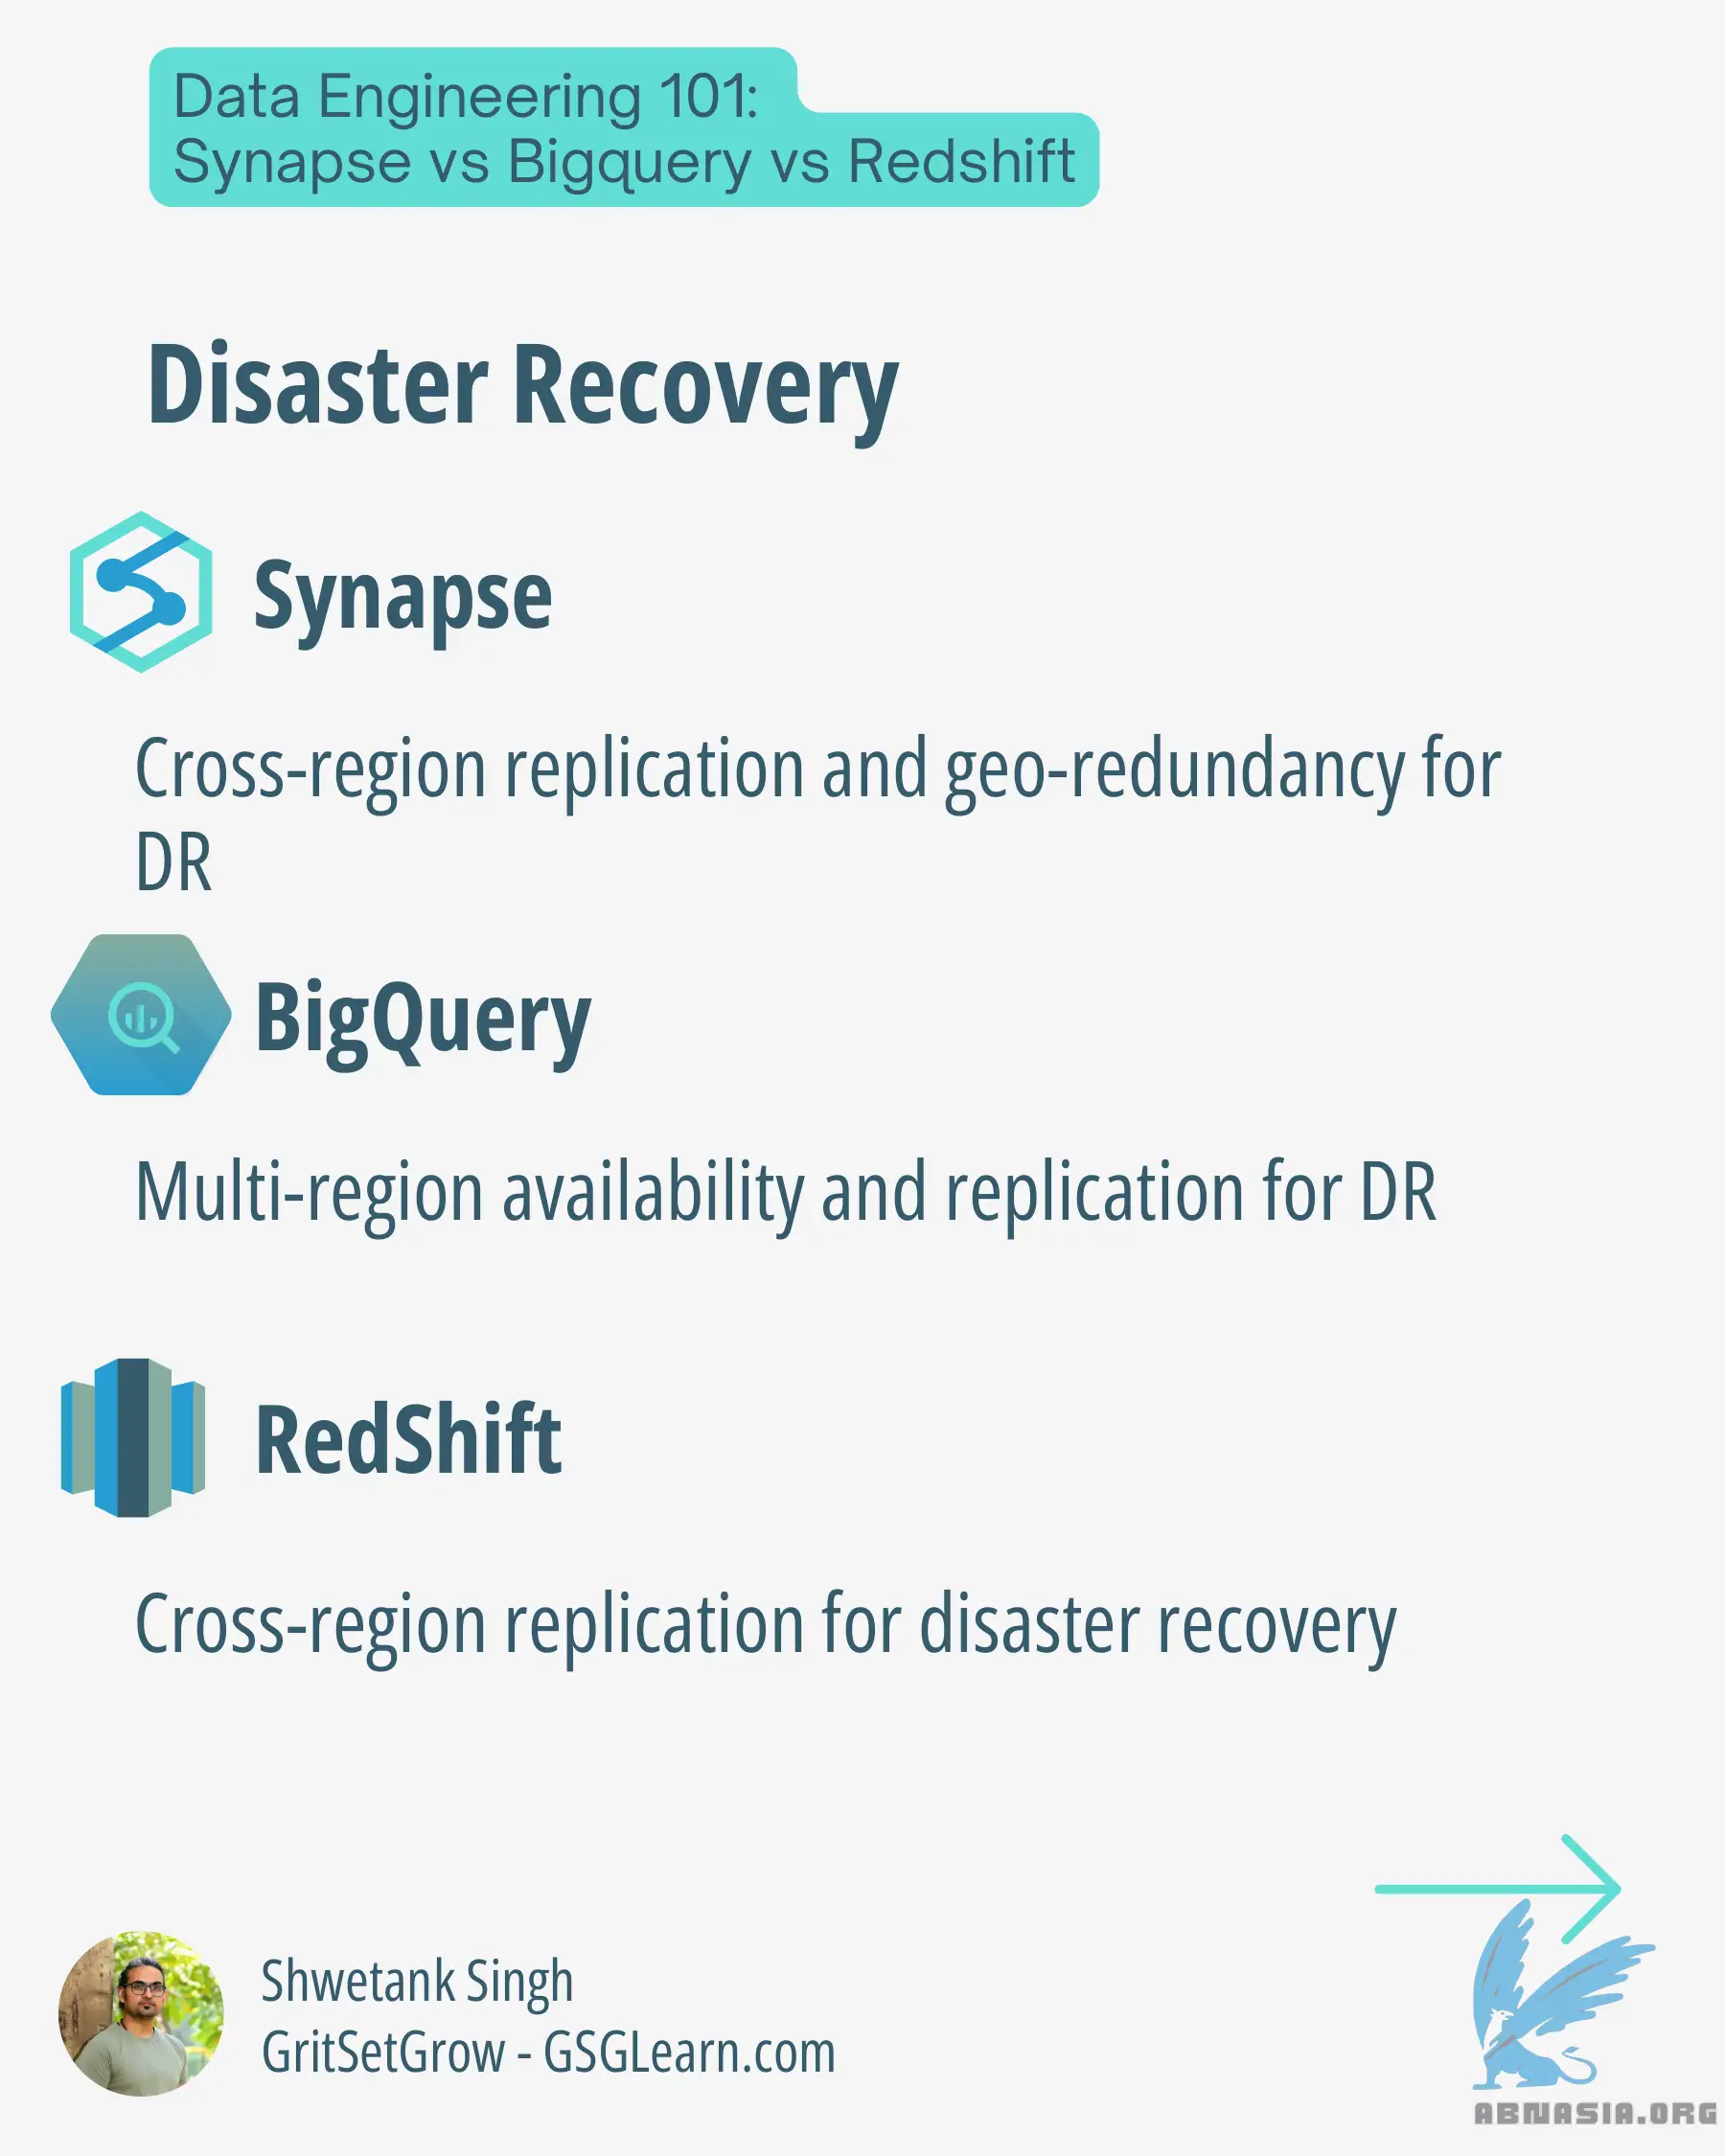 Data Engineering 101:
Synapse vs Bigquery vs Redshift
Disaster Recovery
Synapse
Cross-region replication and geo-redundancy for
DR
BigQuery
Multi-region availability and replication for DR
RedShift
Cross-region replication for disaster recovery
Shwetank Singh
GritSetGrow - GSGLearn.com
ABNASIA.ORG